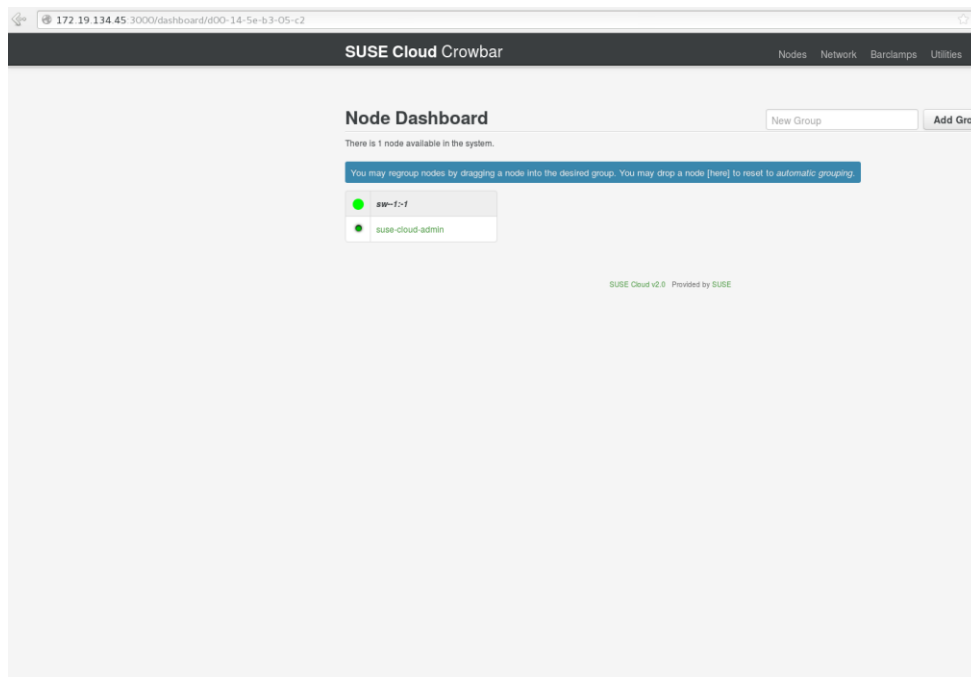 172.19.134.45:3000/dashboard/d00-14-5e-b3-05-c2
SUSE Cloud Crowbar
Nodes Network Barclamps Utilities
Node Dashboard
New Group
Add Gro
There is 1 node available in the system.
You may regroup nodes by dragging a node into the desired group. You may drop a node [here] to reset to automatic grouping.
sw--1:-1
suse-cloud-admin
SUSE Cloud v2.0 Provided by SUSE